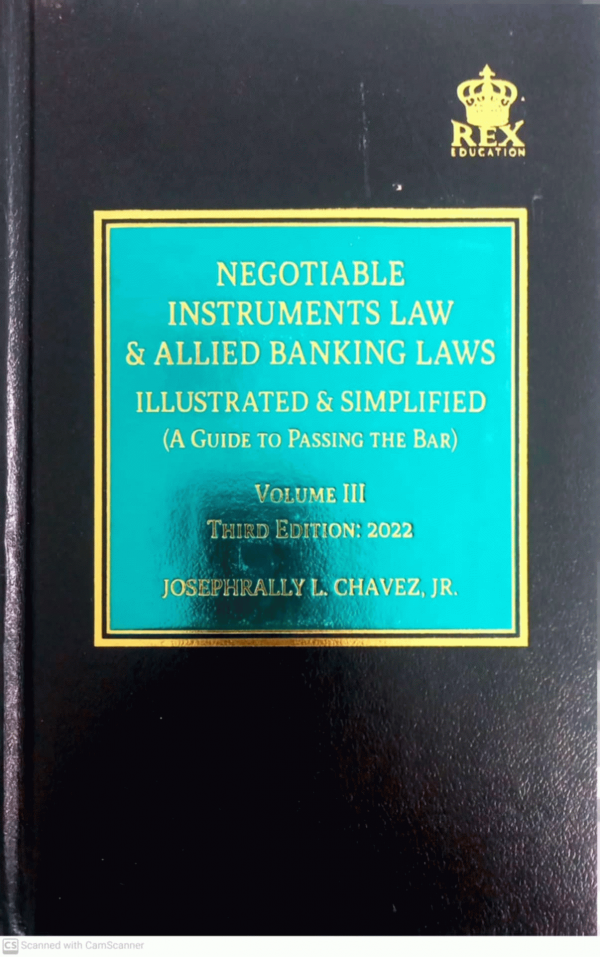 REX
EDUCATION
NEGOTIABLE
INSTRUMENTS LAW
& ALLIED BANKING LAWS
ILLUSTRATED & SIMPLIFIED
(A GUIDE TO PASSING THE BAR)
VOLUME III
THIRD EDITION: 2022
JOSEPHRALLY L. CHAVEZ, JR.
CS Scanned with CamScanner